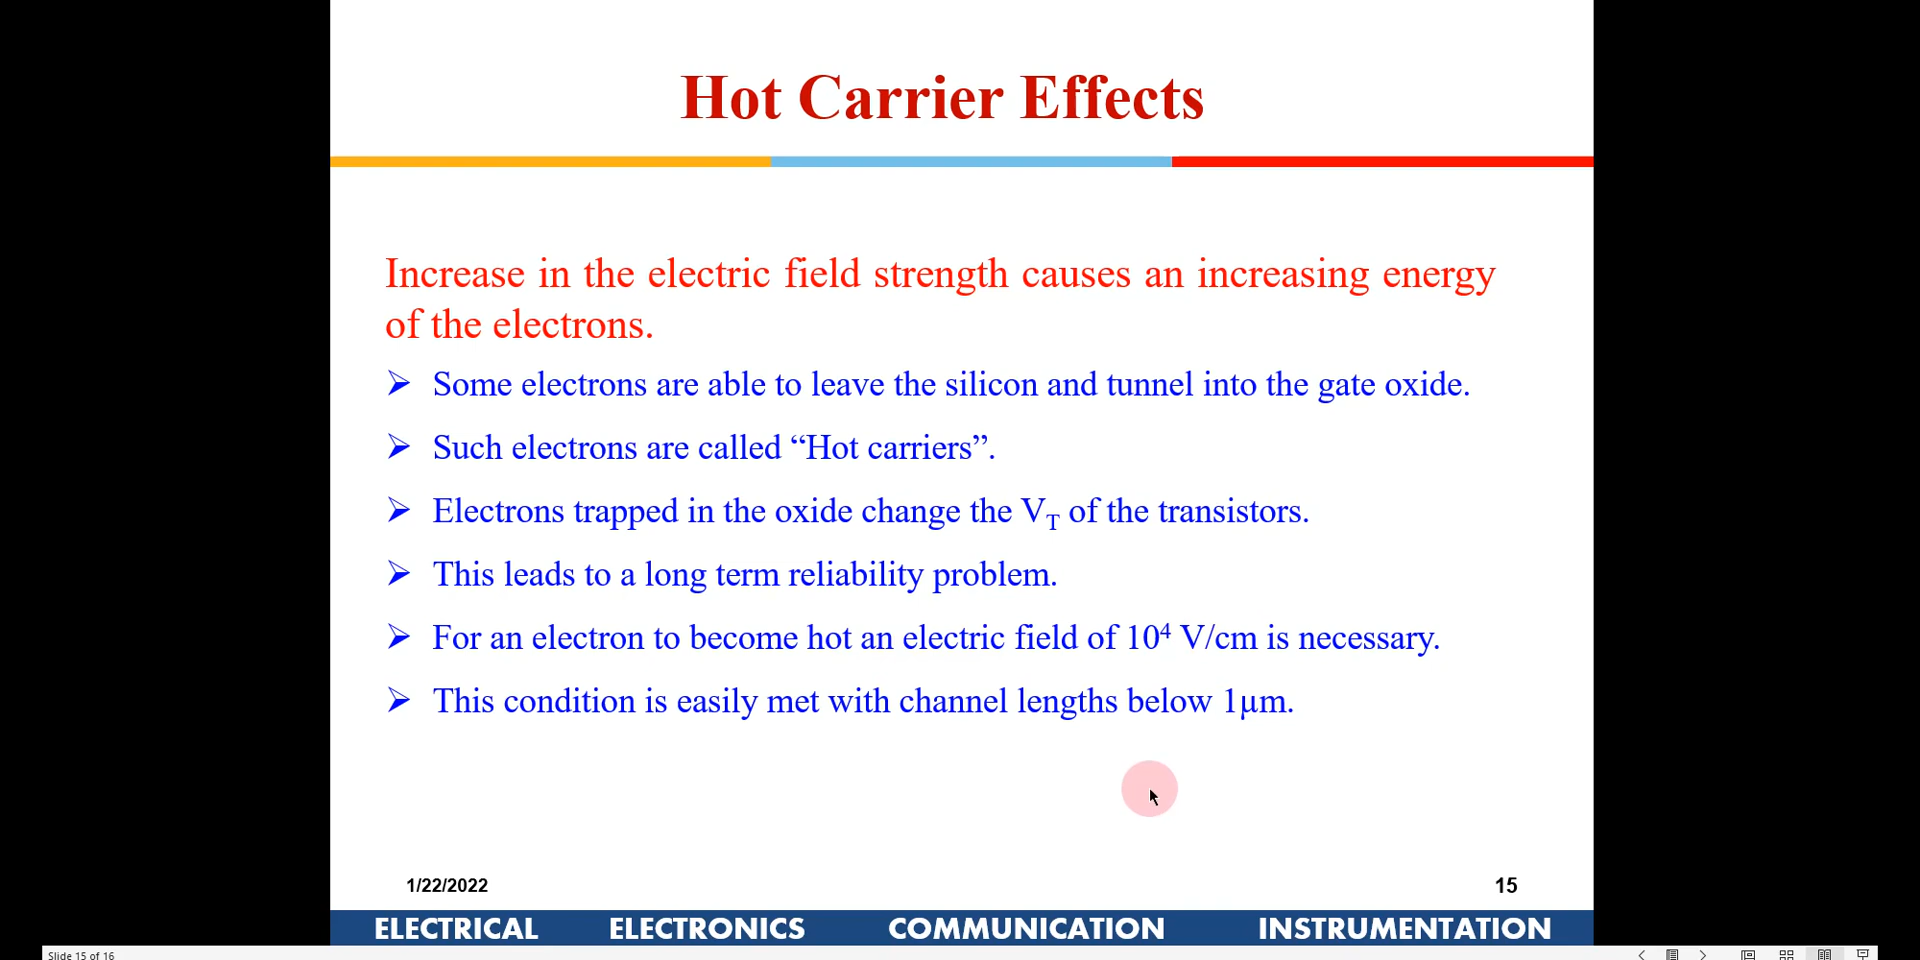 Hot Carrier Effects
Increase in the electric field strength causes an increasing energy
of the electrons.
➢ Some electrons are able to leave the silicon and tunnel into the gate oxide.
➢ Such electrons are called “Hot carriers”.
➢ Electrons trapped in the oxide change the V_T of the transistors.
➢ This leads to a long term reliability problem.
➢ For an electron to become hot an electric field of 10⁴ V/cm is necessary.
➢ This condition is easily met with channel lengths below 1µm.
1/22/2022 15
ELECTRICAL ELECTRONICS COMMUNICATION INSTRUMENTATION
Slide 15 of 16